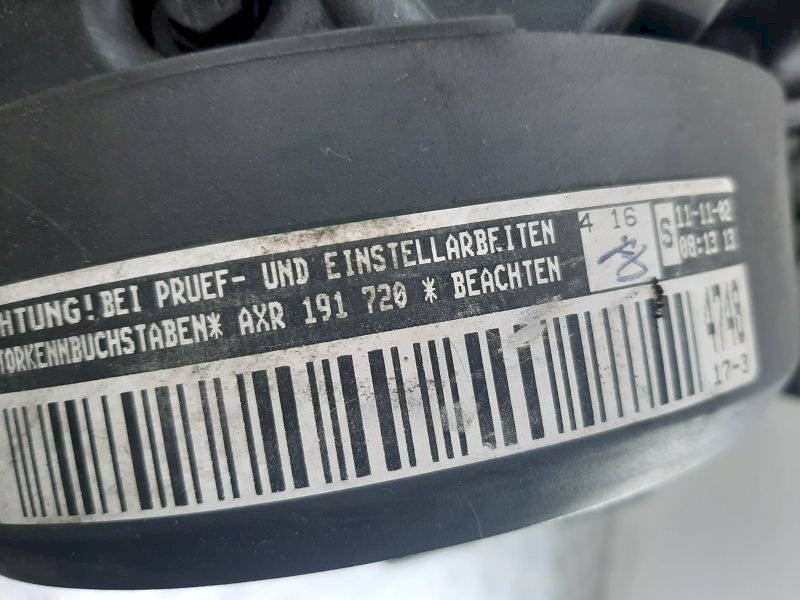 HTUNG! BEI PRUEF- UND EINSTELLARBEITEN
TORKENNBUCHSTABEN* AXR 191 720 * BEACHTEN
4 16
S
11-11-02
08:13 13
4748
17-3